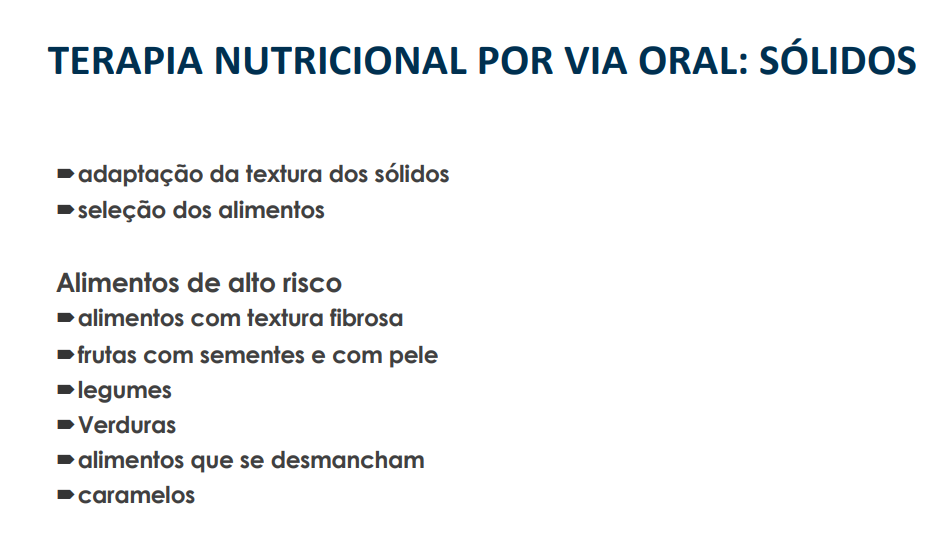 TERAPIA NUTRICIONAL POR VIA ORAL: SÓLIDOS
adaptação da textura dos sólidos
seleção dos alimentos
Alimentos de alto risco
alimentos com textura fibrosa
frutas com sementes e com pele
legumes
Verduras
alimentos que se desmancham
caramelos